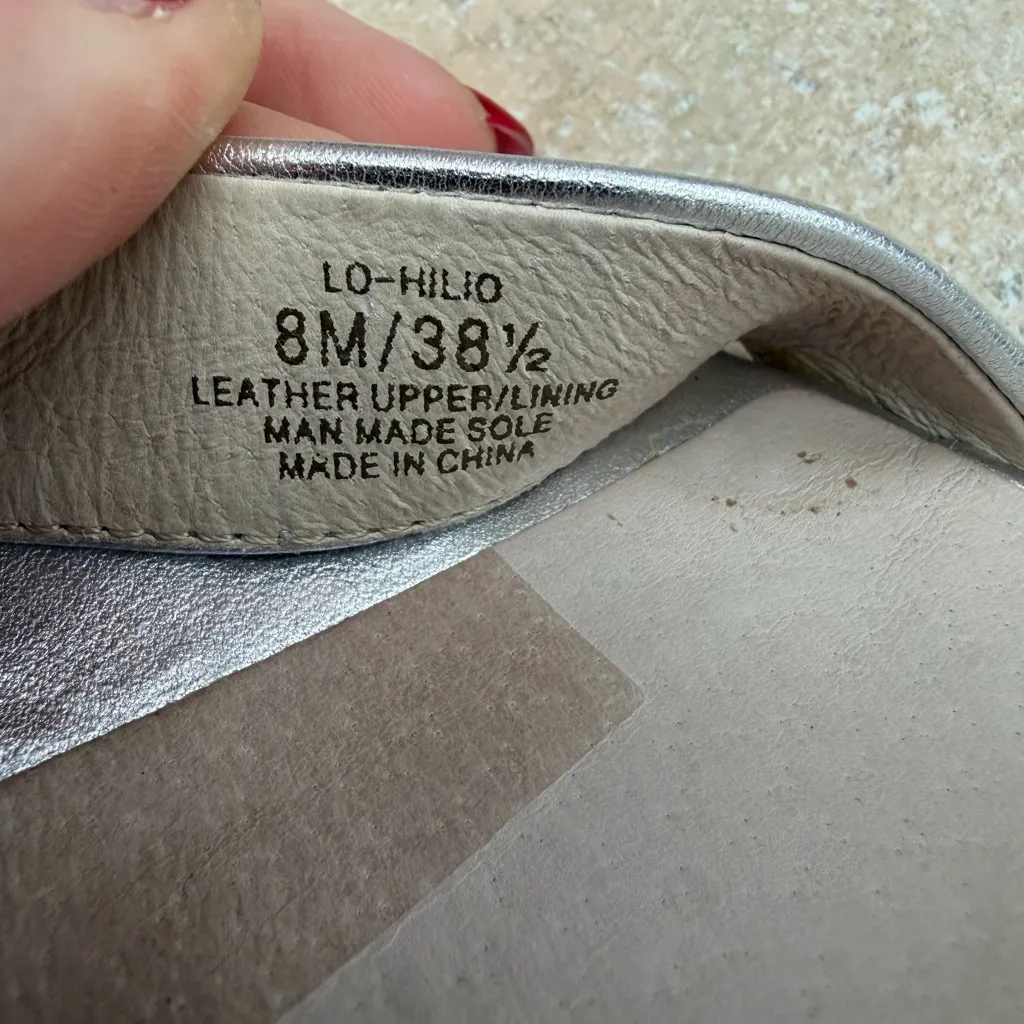 LO-HILIO
8M/38½
LEATHER UPPER/LINING
MAN MADE SOLE
MADE IN CHINA